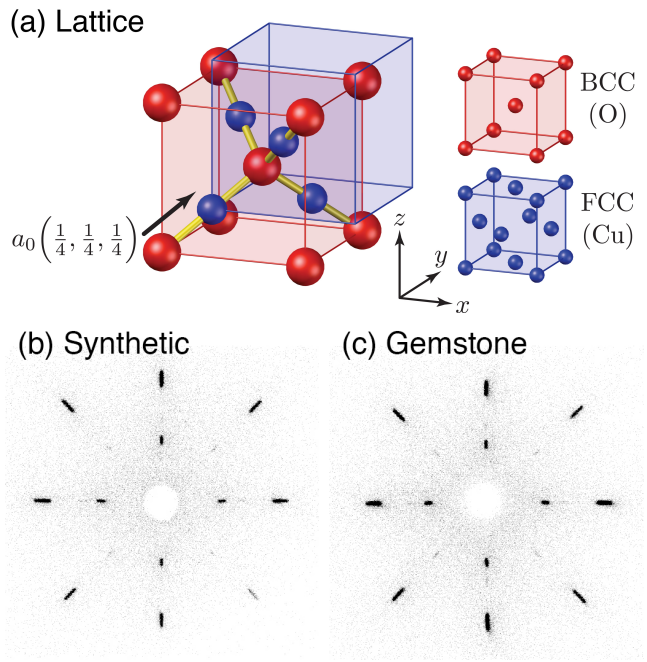 (a) Lattice
BCC
(O)
FCC
(Cu)
a₀(1/4, 1/4, 1/4)
z
y
x
(b) Synthetic
(c) Gemstone